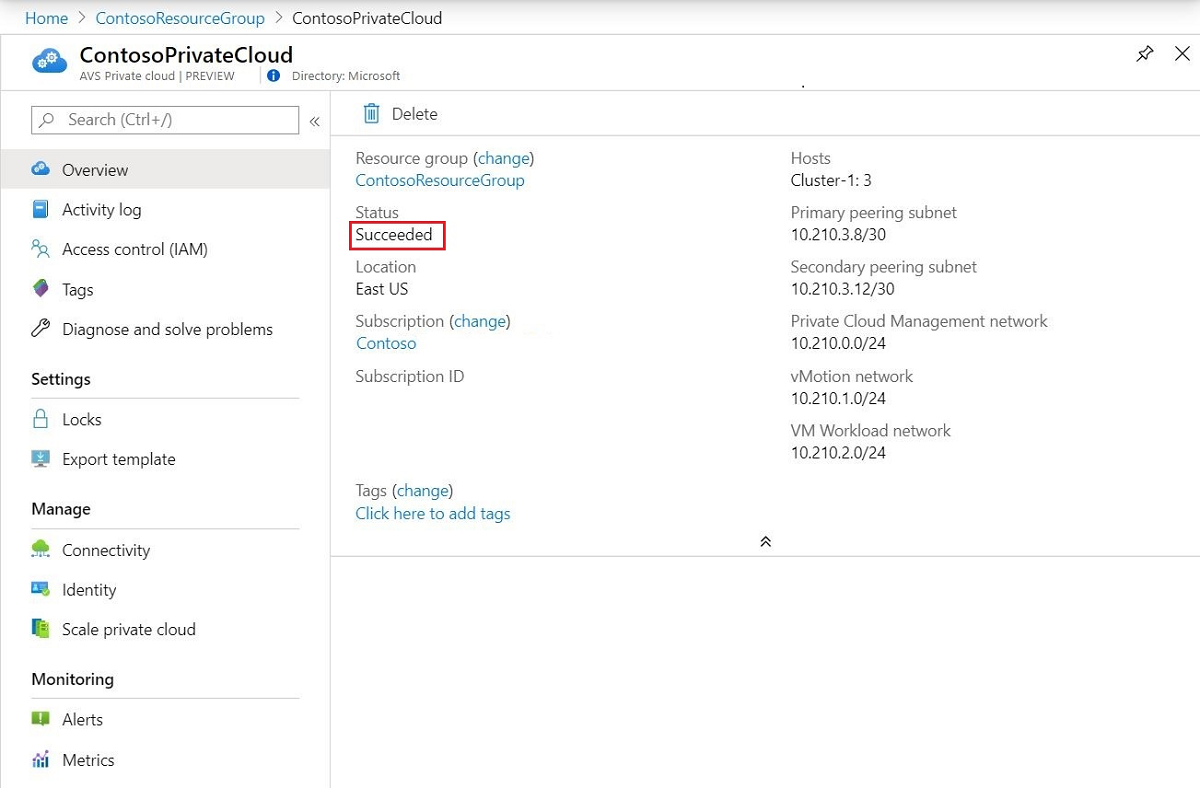 Home > ContosoResourceGroup > ContosoPrivateCloud
ContosoPrivateCloud
AVS Private cloud | PREVIEW
Directory: Microsoft
Search (Ctrl+/)
«
Overview
Activity log
Access control (IAM)
Tags
Diagnose and solve problems
Settings
Locks
Export template
Manage
Connectivity
Identity
Scale private cloud
Monitoring
Alerts
Metrics
Delete
Resource group (change)
ContosoResourceGroup
Status
Succeeded
Location
East US
Subscription (change)
Contoso
Subscription ID
Tags (change)
Click here to add tags
Hosts
Cluster-1: 3
Primary peering subnet
10.210.3.8/30
Secondary peering subnet
10.210.3.12/30
Private Cloud Management network
10.210.0.0/24
vMotion network
10.210.1.0/24
VM Workload network
10.210.2.0/24